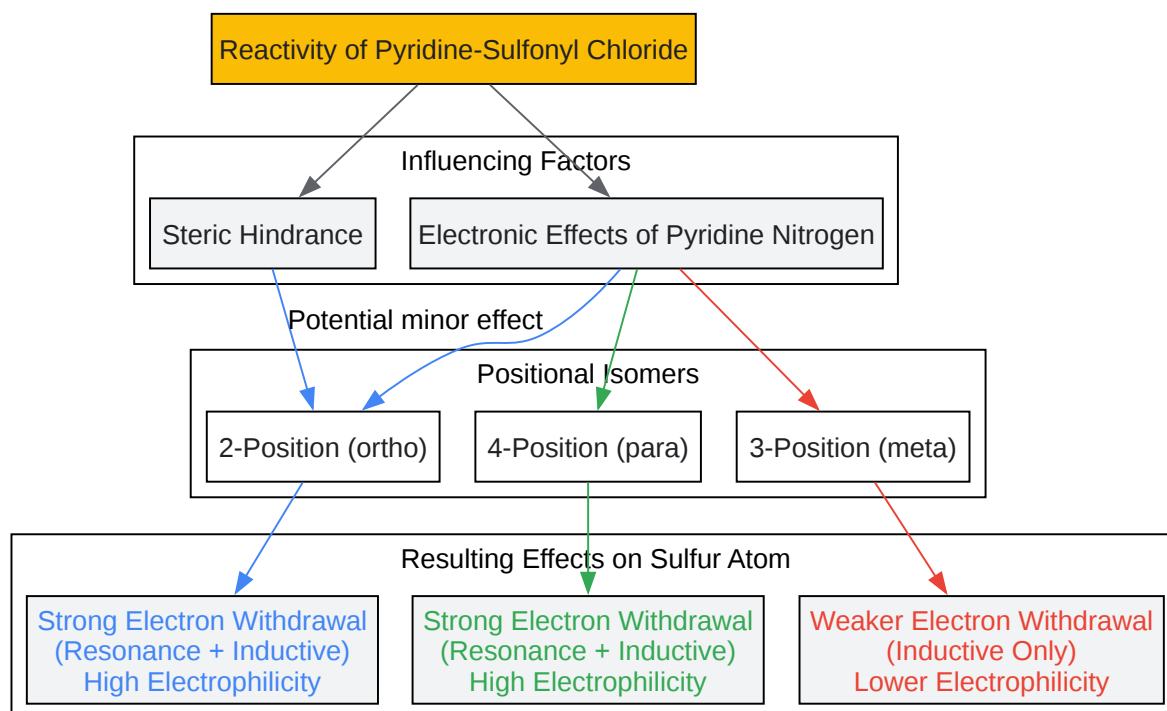 Reactivity of Pyridine-Sulfonyl Chloride
Influencing Factors
Steric Hindrance
Electronic Effects of Pyridine Nitrogen
Potential minor effect
Positional Isomers
2-Position (ortho)
4-Position (para)
3-Position (meta)
Resulting Effects on Sulfur Atom
Strong Electron Withdrawal
(Resonance + Inductive)
High Electrophilicity
Strong Electron Withdrawal
(Resonance + Inductive)
High Electrophilicity
Weaker Electron Withdrawal
(Inductive Only)
Lower Electrophilicity